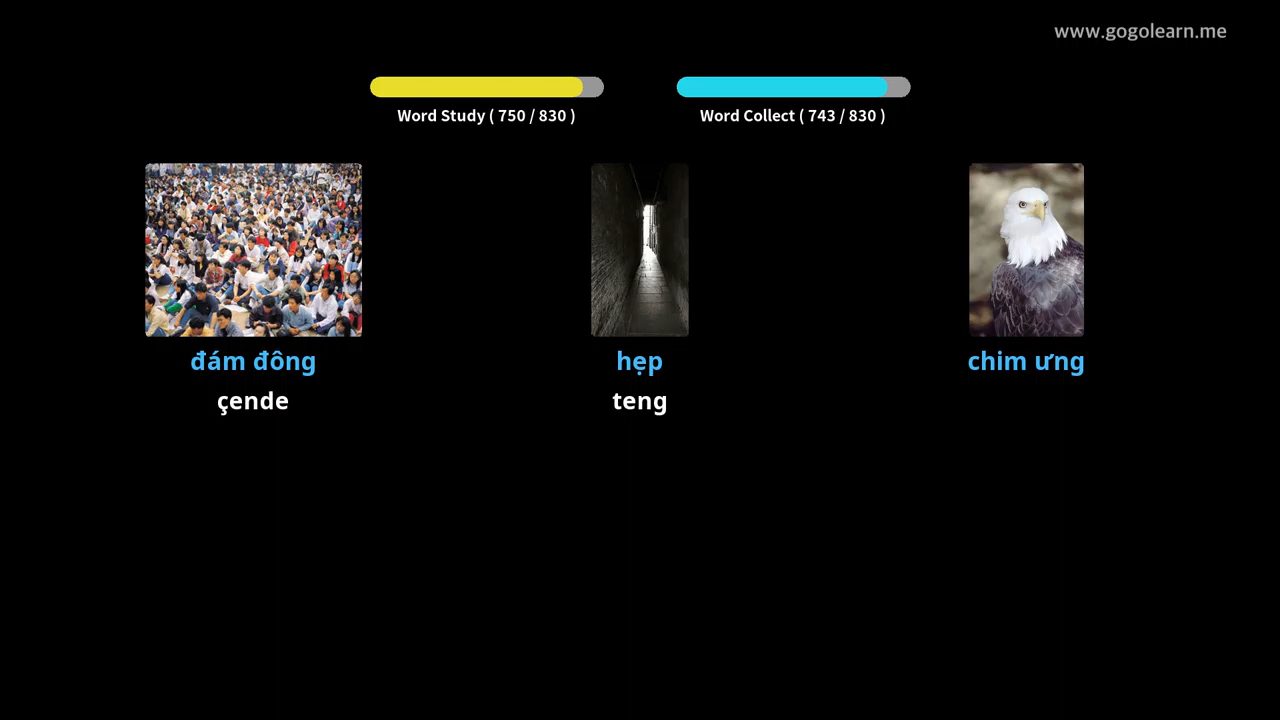 www.gogolearn.me
Word Study ( 750 / 830 )
Word Collect ( 743 / 830 )
đám đông
hẹp
chim ưng
çende
teng